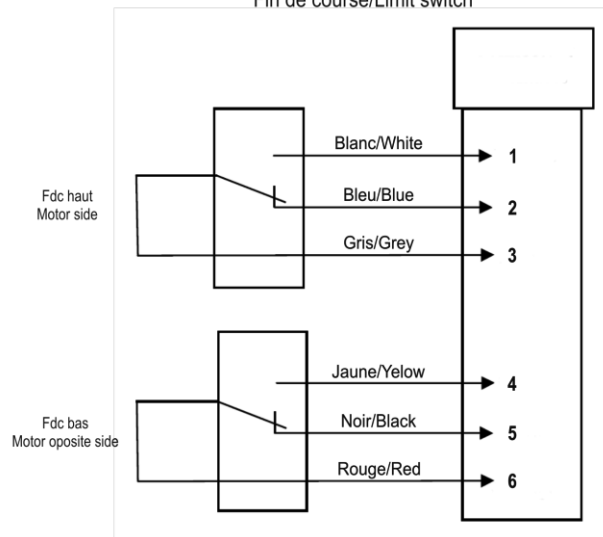 Fin de course/Limit switch
Blanc/White
1
Fdc haut
Motor side
Bleu/Blue
2
Gris/Grey
3
Jaune/Yelow
4
Fdc bas
Motor oposite side
Noir/Black
5
Rouge/Red
6